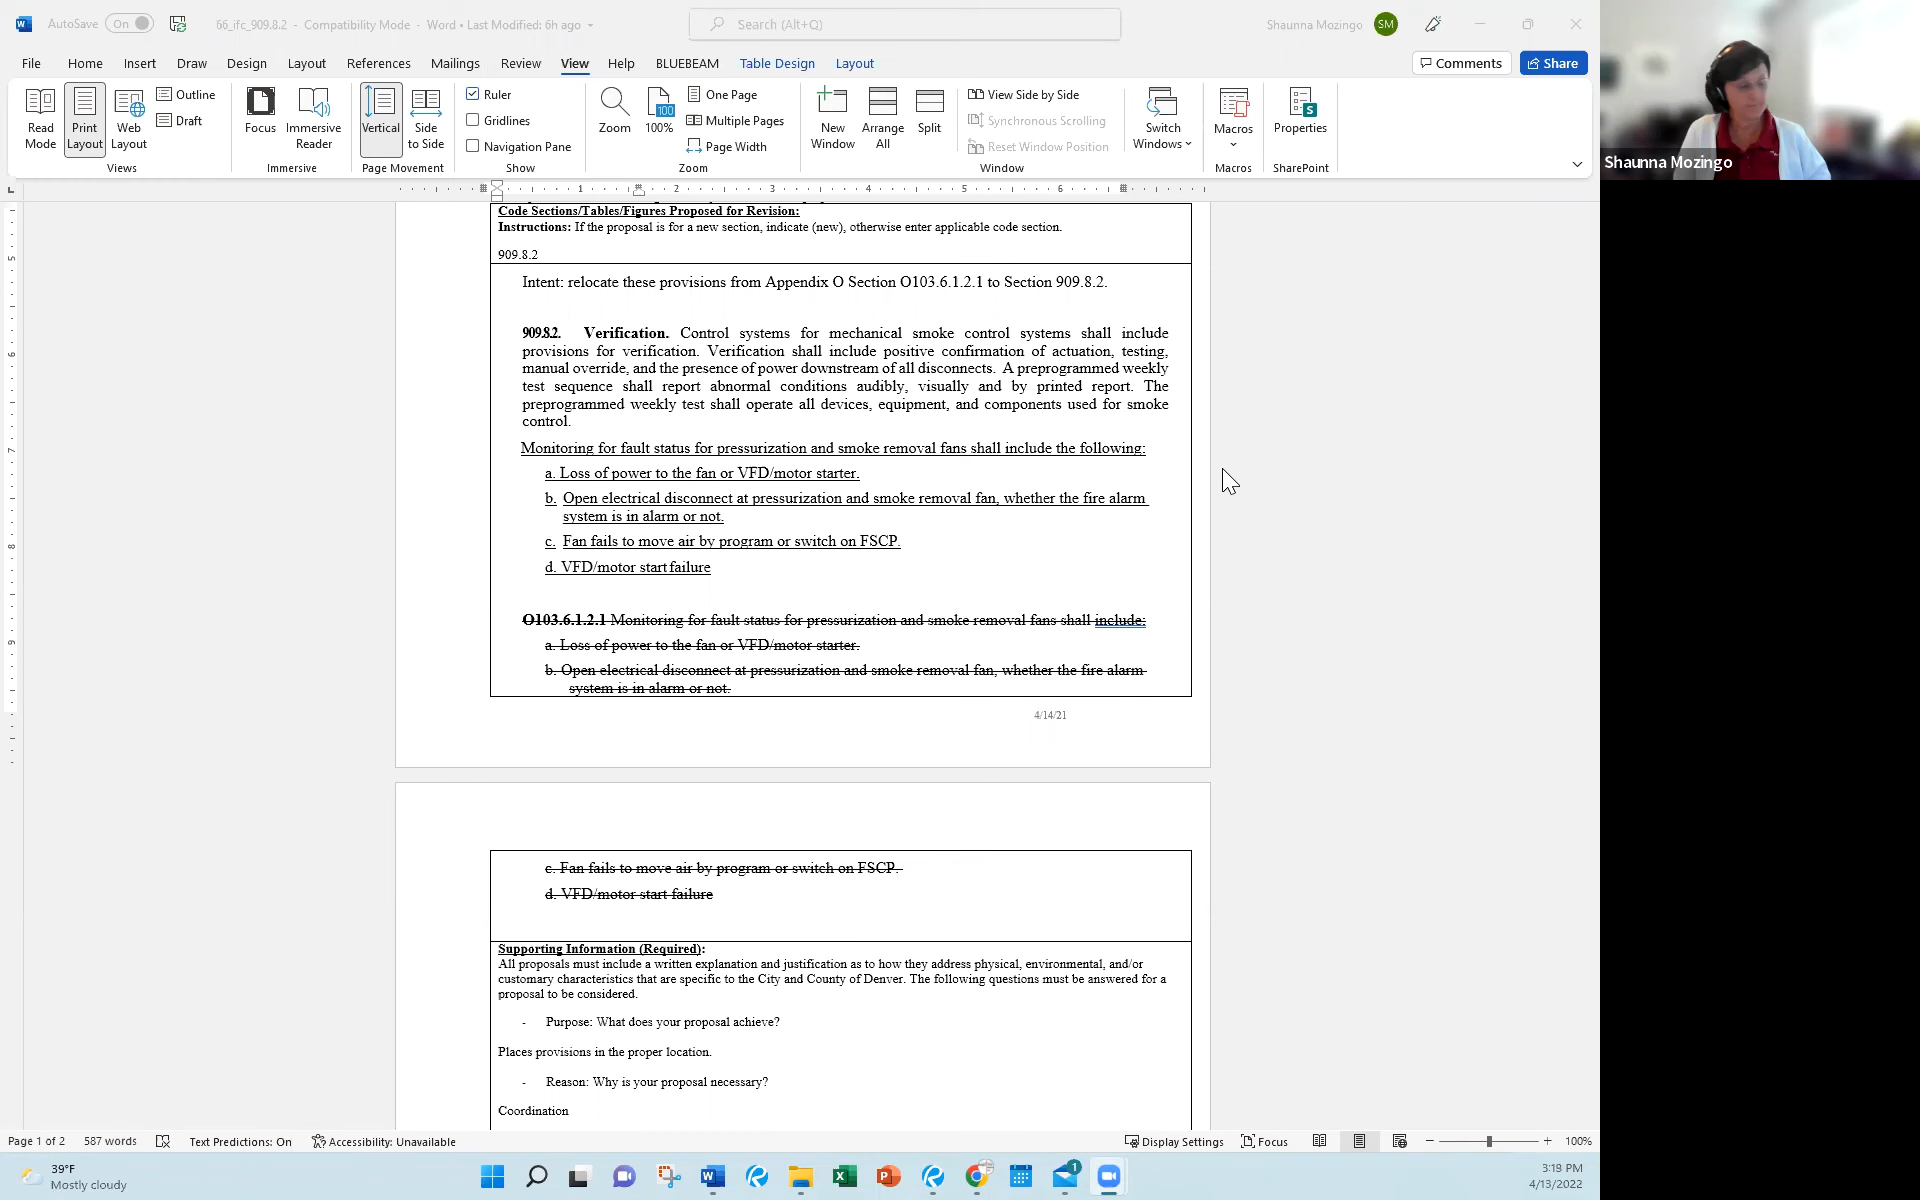 AutoSave On 66_ifc_909.8.2 - Compatibility Mode - Word • Last Modified: 6h ago Search (Alt+Q) Shaunna Mozingo SM
File Home Insert Draw Design Layout References Mailings Review View Help BLUEBEAM Table Design Layout Comments Share
Read Mode
Print Layout
Web Layout
Outline
Draft
Views
Focus
Immersive Reader
Immersive
Vertical
Side to Side
Page Movement
Ruler
Gridlines
Navigation Pane
Show
Zoom
100
100%
One Page
Multiple Pages
Page Width
Zoom
New Window
Arrange All
Split
View Side by Side
Synchronous Scrolling
Reset Window Position
Window
Switch Windows
Macros
Macros
Properties
SharePoint
Shaunna Mozingo
1 2 3 4 5 6
5
6
7
8
9
Code Sections/Tables/Figures Proposed for Revision:
Instructions: If the proposal is for a new section, indicate (new), otherwise enter applicable code section.
909.8.2
Intent: relocate these provisions from Appendix O Section O103.6.1.2.1 to Section 909.8.2.
909.8.2. Verification. Control systems for mechanical smoke control systems shall include
provisions for verification. Verification shall include positive confirmation of actuation, testing,
manual override, and the presence of power downstream of all disconnects. A preprogrammed weekly
test sequence shall report abnormal conditions audibly, visually and by printed report. The
preprogrammed weekly test shall operate all devices, equipment, and components used for smoke
control.
Monitoring for fault status for pressurization and smoke removal fans shall include the following:
a. Loss of power to the fan or VFD/motor starter.
b. Open electrical disconnect at pressurization and smoke removal fan, whether the fire alarm
system is in alarm or not.
c. Fan fails to move air by program or switch on FSCP.
d. VFD/motor start failure
O103.6.1.2.1 Monitoring for fault status for pressurization and smoke removal fans shall include:
a. Loss of power to the fan or VFD/motor starter.
b. Open electrical disconnect at pressurization and smoke removal fan, whether the fire alarm
system is in alarm or not.
4/14/21
c. Fan fails to move air by program or switch on FSCP.
d. VFD/motor start failure
Supporting Information (Required):
All proposals must include a written explanation and justification as to how they address physical, environmental, and/or
customary characteristics that are specific to the City and County of Denver. The following questions must be answered for a
proposal to be considered.
- Purpose: What does your proposal achieve?
Places provisions in the proper location.
- Reason: Why is your proposal necessary?
Coordination
Page 1 of 2 587 words Text Predictions: On Accessibility: Unavailable Display Settings Focus 100%
39°F
Mostly cloudy
1
3:19 PM
4/13/2022